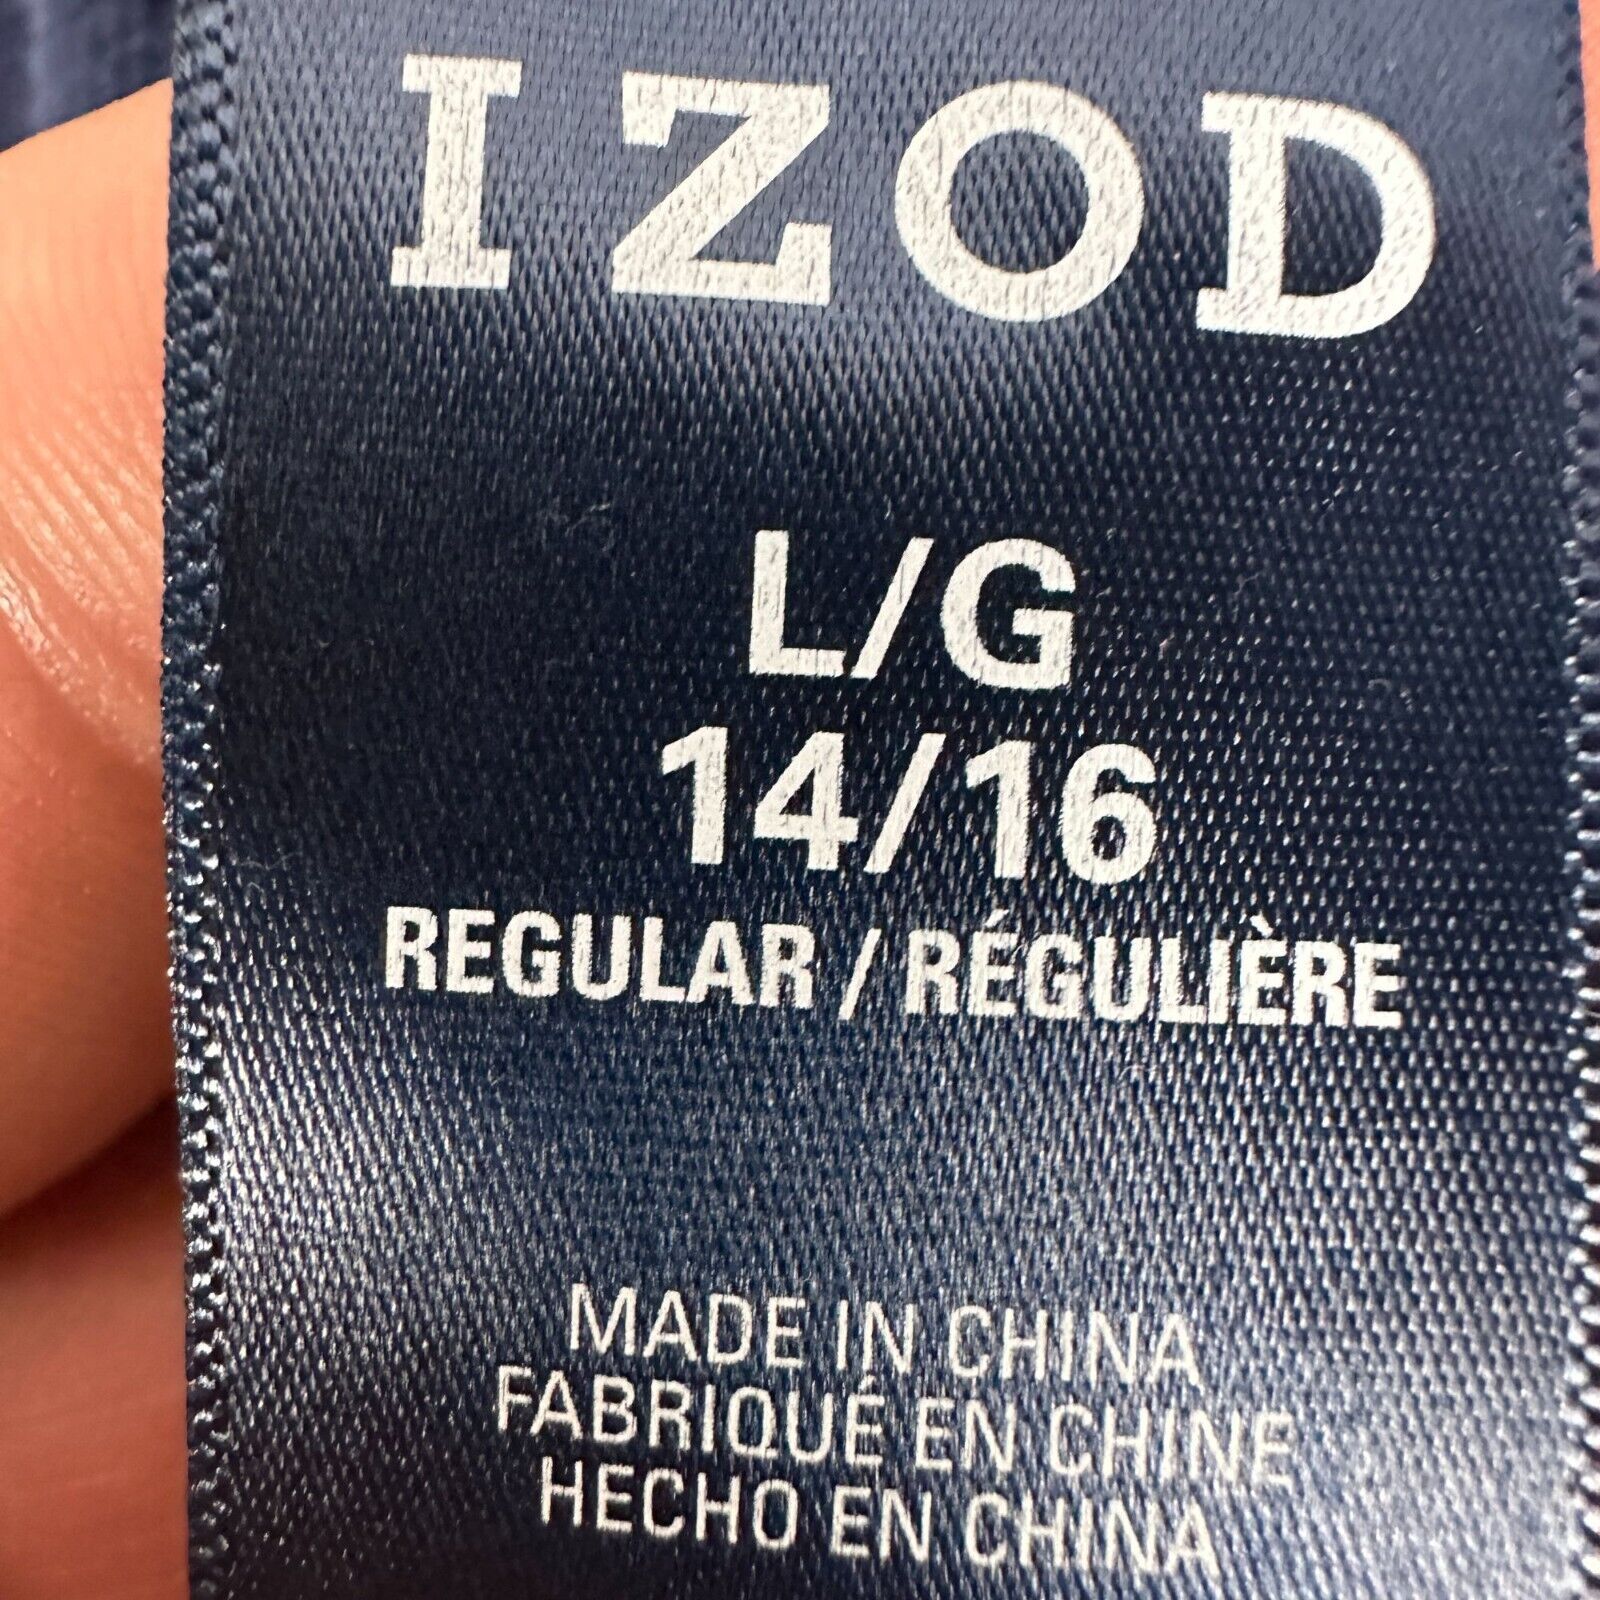 IZOD
L/G
14/16
REGULAR / RÉGULIÈRE
MADE IN CHINA
FABRIQUÉ EN CHINE
HECHO EN CHINA